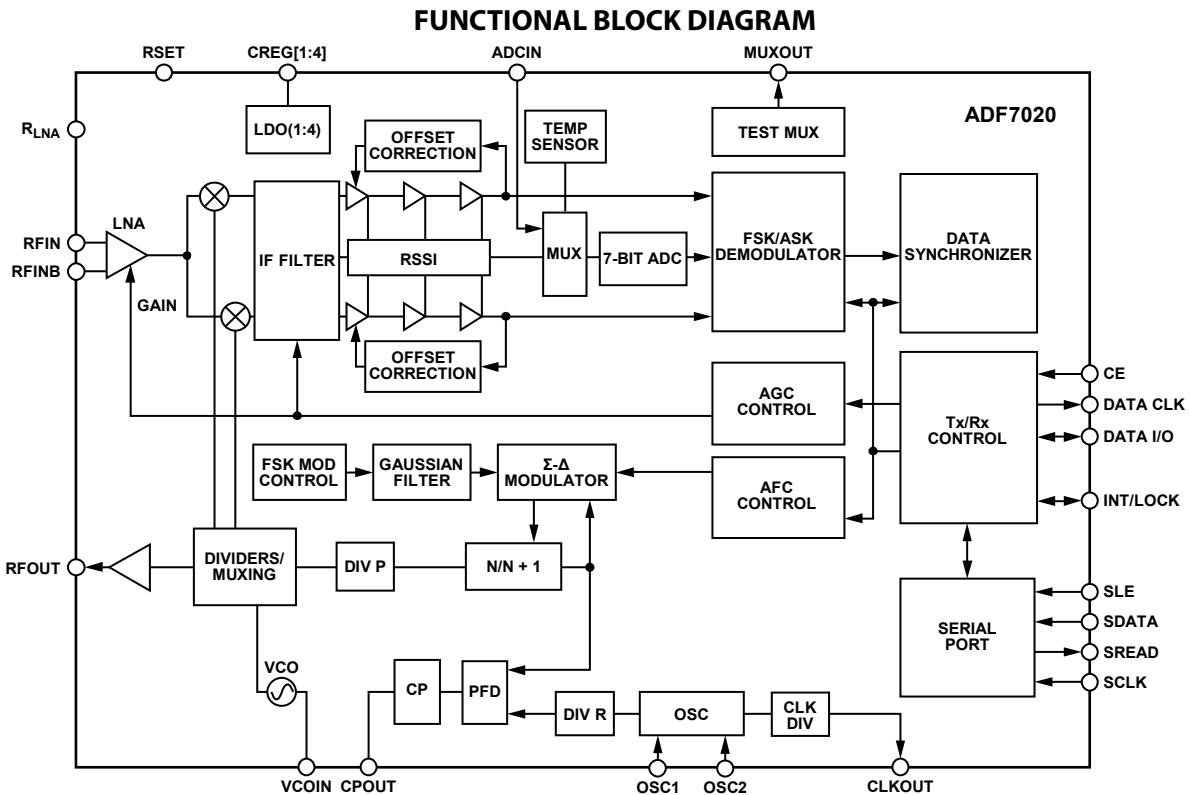 FUNCTIONAL BLOCK DIAGRAM
RSET
CREG[1:4]
ADCIN
MUXOUT
ADF7020
RLNA
LDO(1:4)
OFFSET
CORRECTION
TEMP
SENSOR
TEST MUX
LNA
RFIN
RFINB
GAIN
IF FILTER
RSSI
MUX
7-BIT ADC
FSK/ASK
DEMODULATOR
DATA
SYNCHRONIZER
OFFSET
CORRECTION
AGC
CONTROL
Tx/Rx
CONTROL
CE
DATA CLK
DATA I/O
INT/LOCK
FSK MOD
CONTROL
GAUSSIAN
FILTER
Σ-Δ
MODULATOR
AFC
CONTROL
RFOUT
DIVIDERS/
MUXING
DIV P
N/N + 1
SERIAL
PORT
SLE
SDATA
SREAD
SCLK
VCO
CP
PFD
DIV R
OSC
CLK
DIV
VCOIN
CPOUT
OSC1
OSC2
CLKOUT